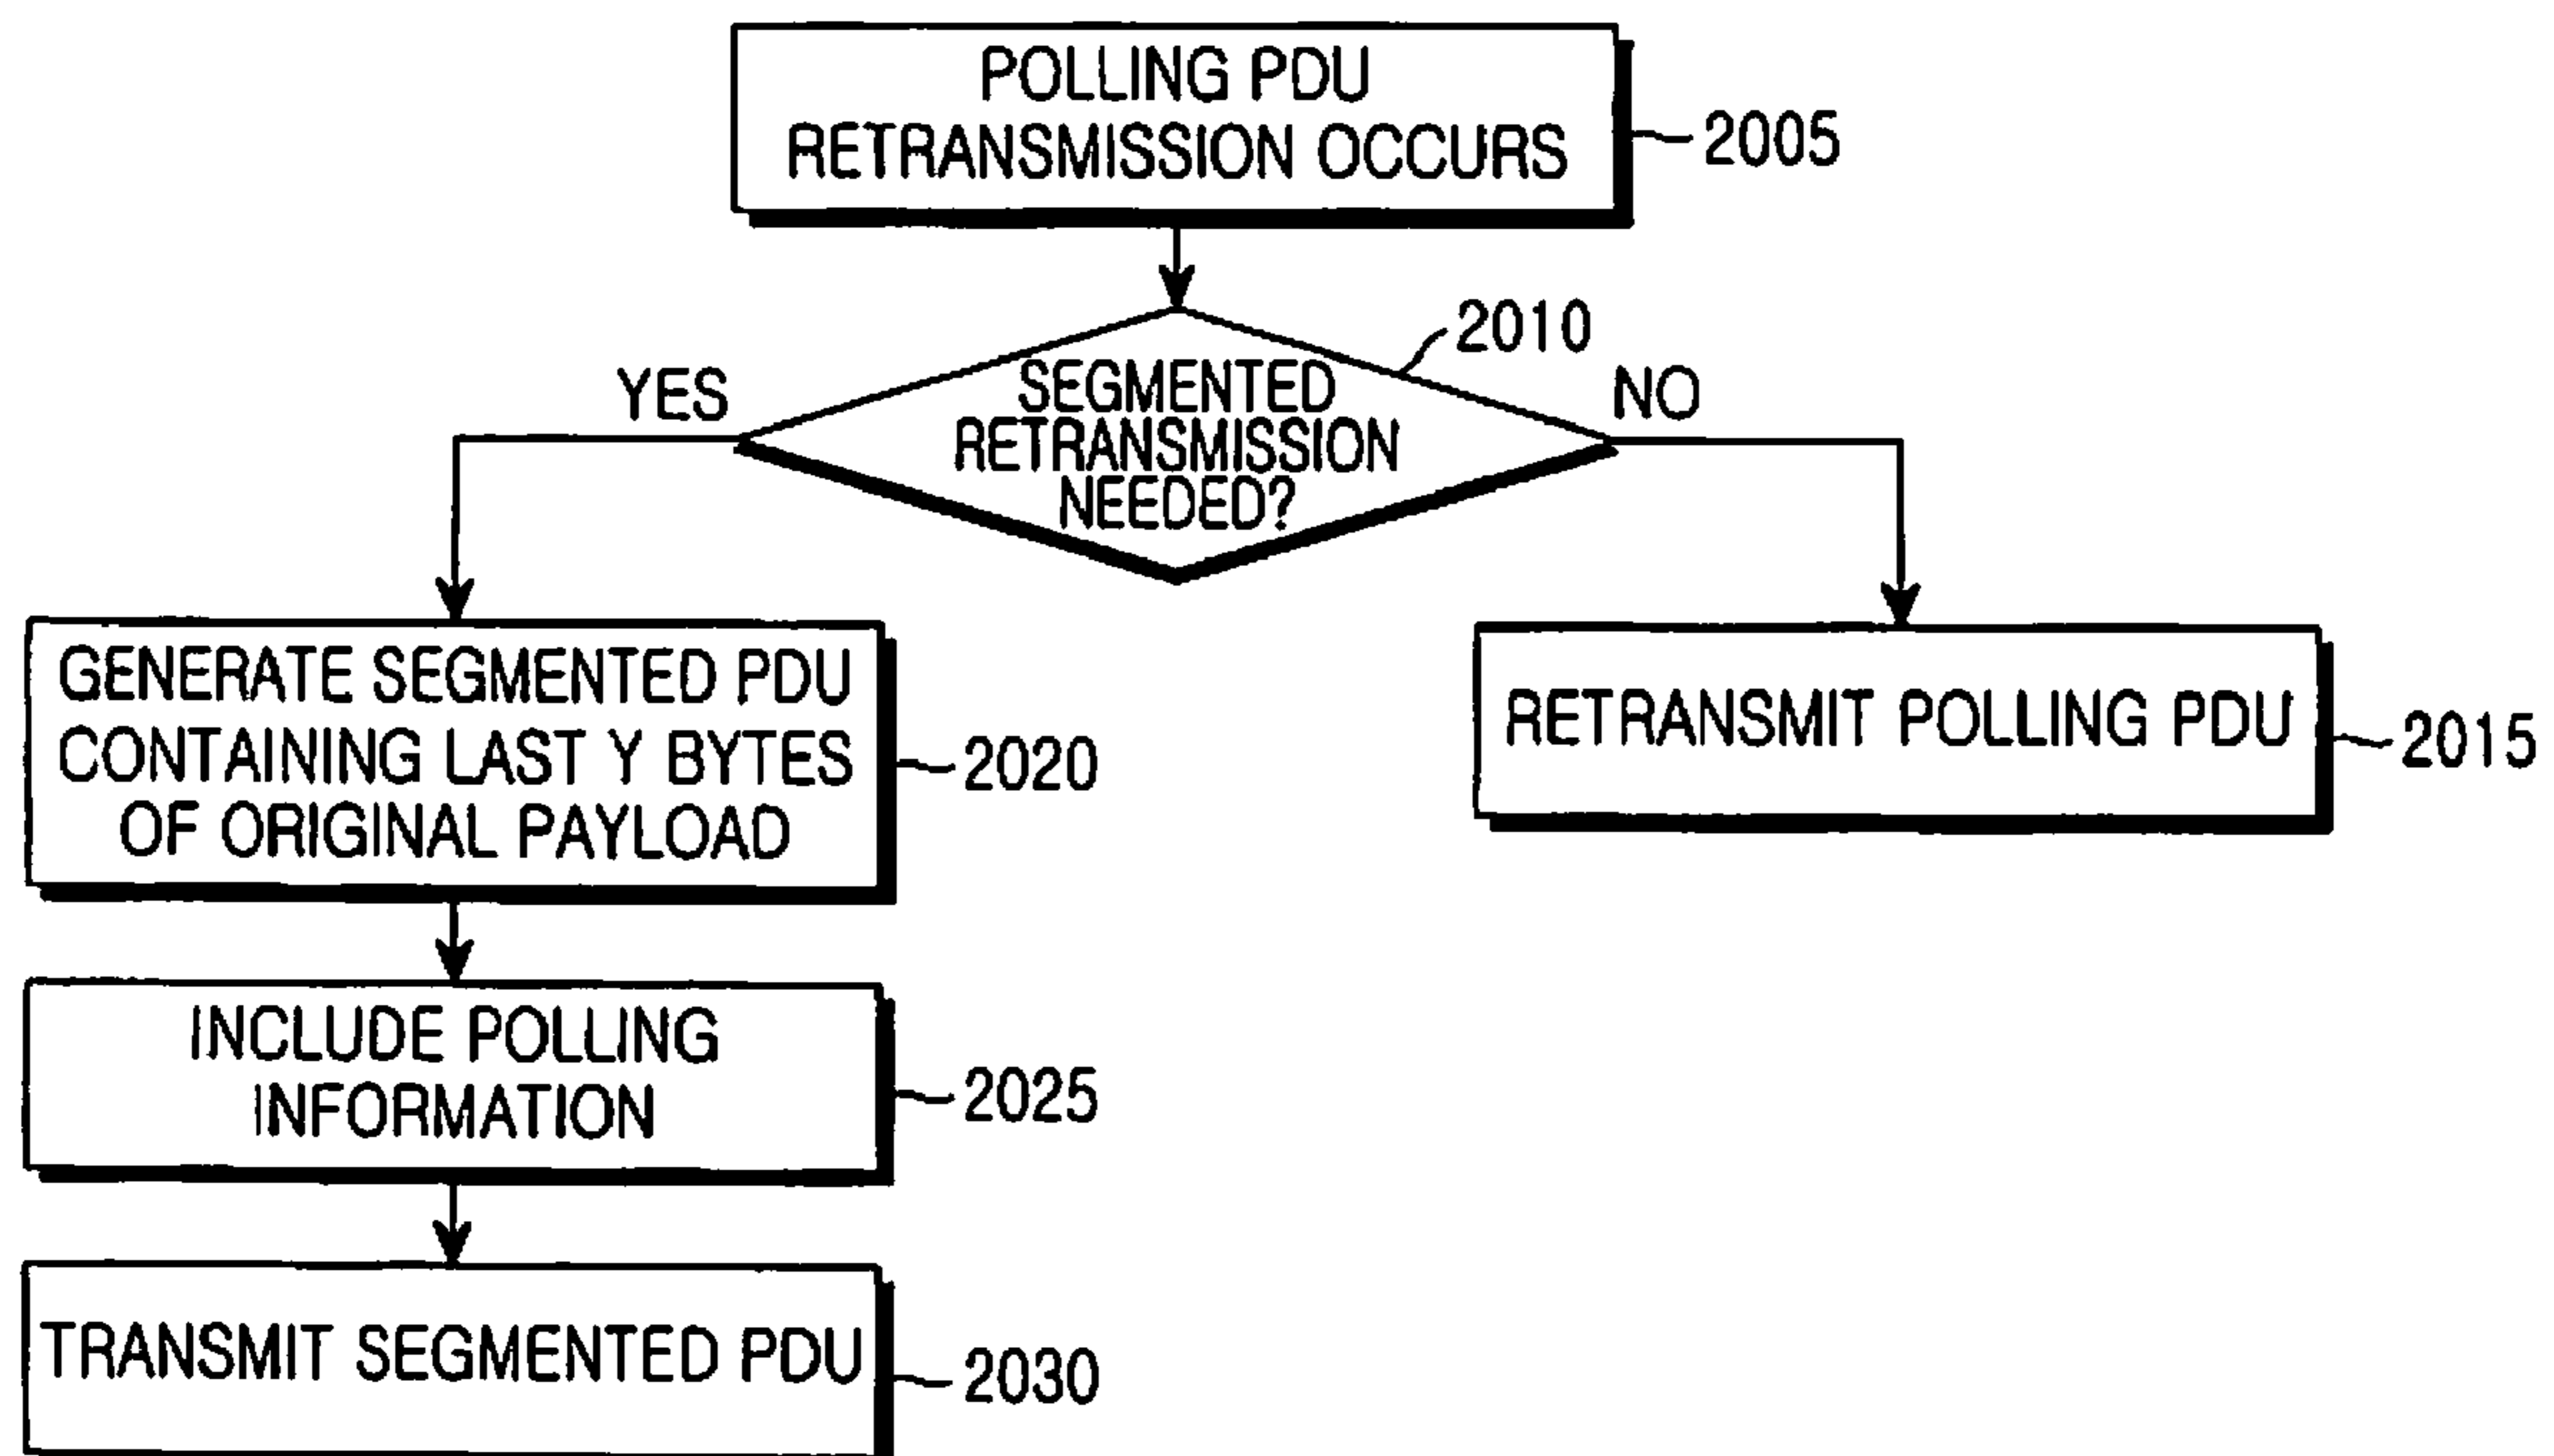 POLLING PDU
RETRANSMISSION OCCURS
2005
2010
YES
SEGMENTED
RETRANSMISSION
NEEDED?
NO
GENERATE SEGMENTED PDU
CONTAINING LAST Y BYTES
OF ORIGINAL PAYLOAD
2020
RETRANSMIT POLLING PDU
2015
INCLUDE POLLING
INFORMATION
2025
TRANSMIT SEGMENTED PDU
2030